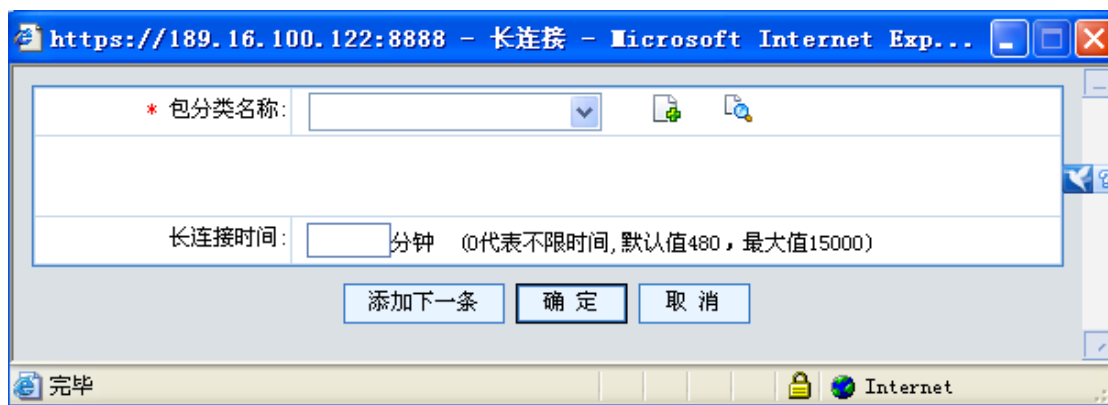 https://189.16.100.122:8888 - 长连接 - Microsoft Internet Exp...
* 包分类名称:
长连接时间: 分钟 (0代表不限时间,默认值480，最大值15000)
添加下一条 确 定 取 消
完毕 Internet